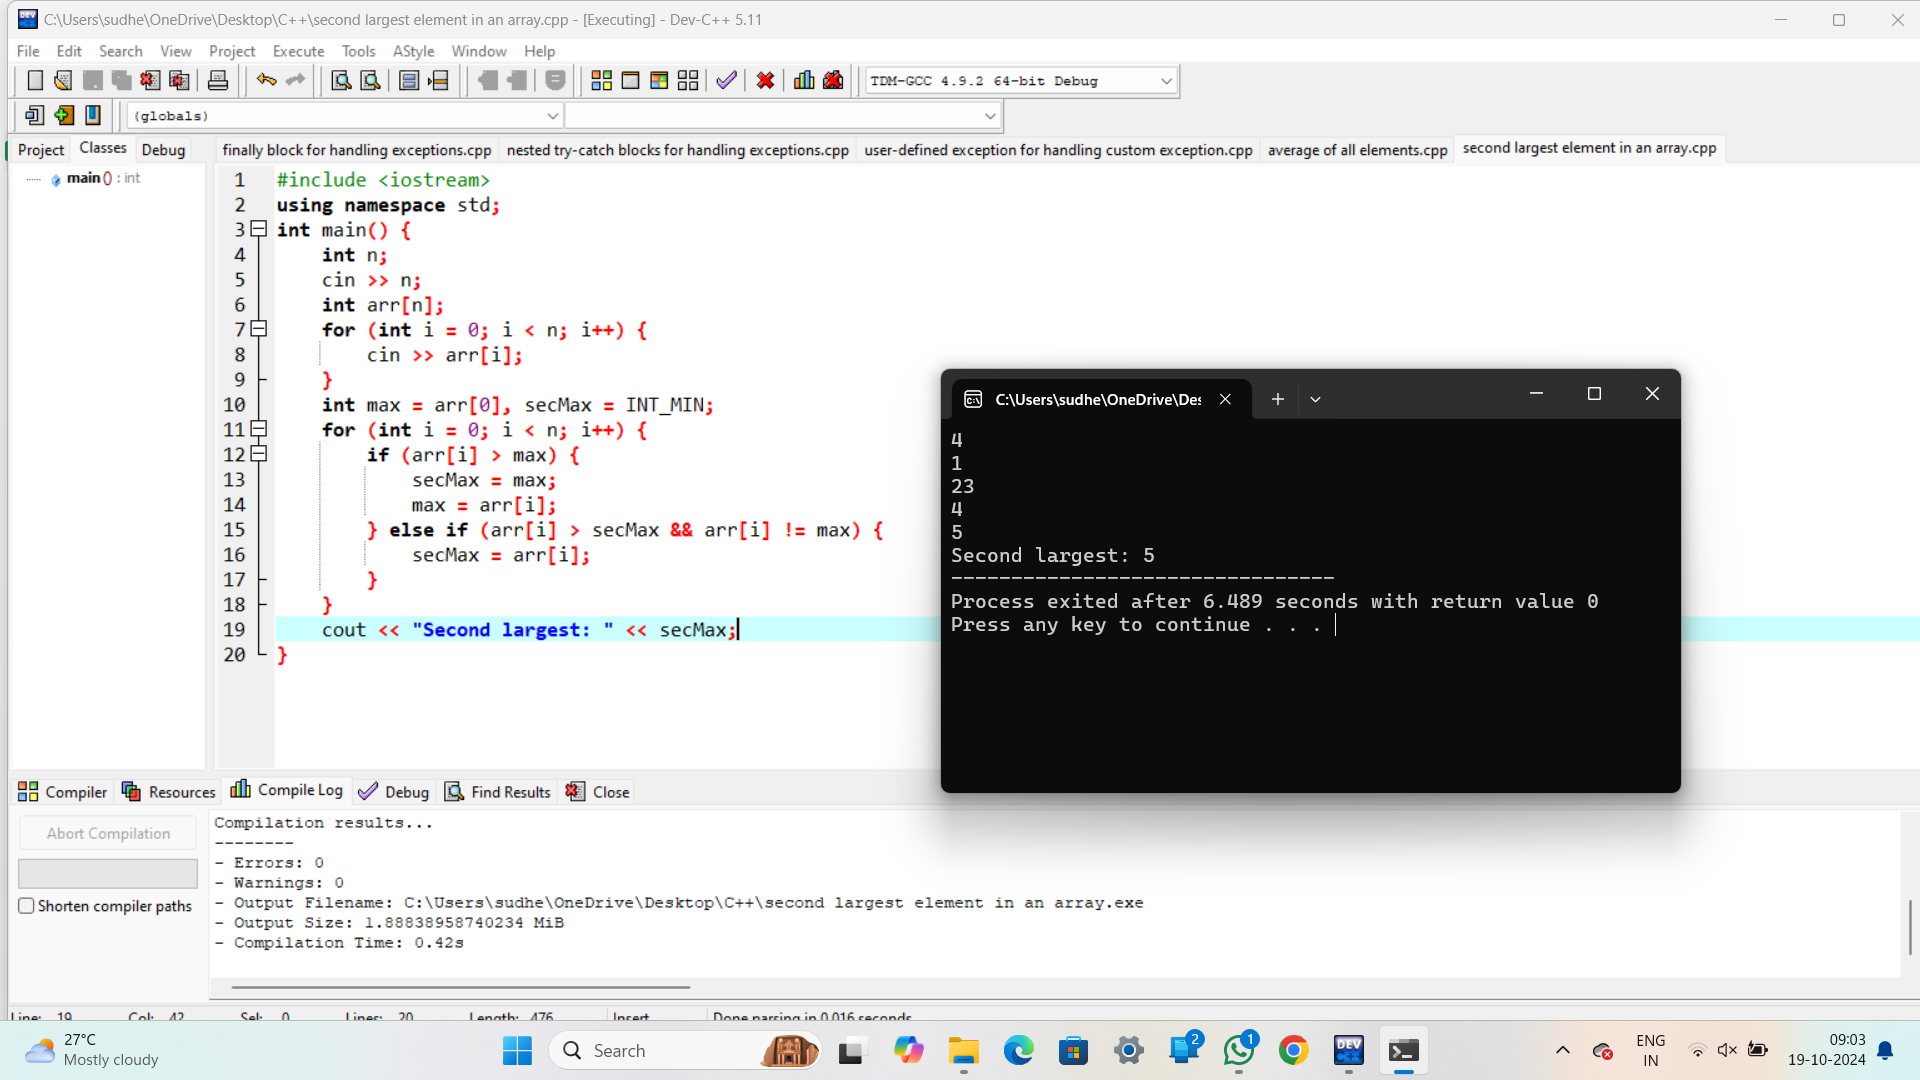 C:\Users\sudhe\OneDrive\Desktop\C++\second largest element in an array.cpp - [Executing] - Dev-C++ 5.11
File Edit Search View Project Execute Tools AStyle Window Help
TDM-GCC 4.9.2 64-bit Debug
(globals)
Project Classes Debug
finally block for handling exceptions.cpp nested try-catch blocks for handling exceptions.cpp user-defined exception for handling custom exception.cpp average of all elements.cpp second largest element in an array.cpp
main () : int
1 #include <iostream>
2 using namespace std;
3 int main() {
4 int n;
5 cin >> n;
6 int arr[n];
7 for (int i = 0; i < n; i++) {
8 cin >> arr[i];
9 }
10 int max = arr[0], secMax = INT_MIN;
11 for (int i = 0; i < n; i++) {
12 if (arr[i] > max) {
13 secMax = max;
14 max = arr[i];
15 } else if (arr[i] > secMax && arr[i] != max) {
16 secMax = arr[i];
17 }
18 }
19 cout << "Second largest: " << secMax;
20 }
C:\Users\sudhe\OneDrive\Des
4
1
23
4
5
Second largest: 5
--------------------------------
Process exited after 6.489 seconds with return value 0
Press any key to continue . . .
Compiler Resources Compile Log Debug Find Results Close
Abort Compilation
Shorten compiler paths
Compilation results...
--------
- Errors: 0
- Warnings: 0
- Output Filename: C:\Users\sudhe\OneDrive\Desktop\C++\second largest element in an array.exe
- Output Size: 1.88838958740234 MiB
- Compilation Time: 0.42s
Line: 19 Col: 42 Sel: 0 Lines: 20 Length: 476 Insert Done parsing in 0.016 seconds
27°C
Mostly cloudy
Search
DEV
C++
2
1
ENG
IN
09:03
19-10-2024